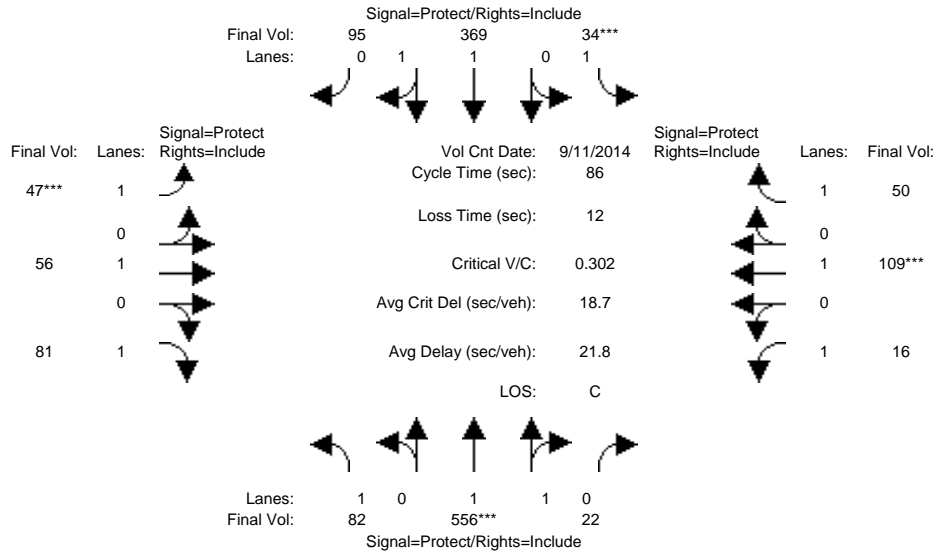 Signal=Protect/Rights=Include
Final Vol: 95 369 34***
Lanes: 0 1 1 0 1
Signal=Protect
Final Vol: Lanes: Rights=Include
Vol Cnt Date: 9/11/2014
Signal=Protect
Rights=Include Lanes: Final Vol:
Cycle Time (sec): 86
47*** 1
1 50
Loss Time (sec): 12
0
0
56 1
Critical V/C: 0.302
1 109***
0
Avg Crit Del (sec/veh): 18.7
0
81 1
Avg Delay (sec/veh): 21.8
1 16
LOS: C
Lanes: 1 0 1 1 0
Final Vol: 82 556*** 22
Signal=Protect/Rights=Include